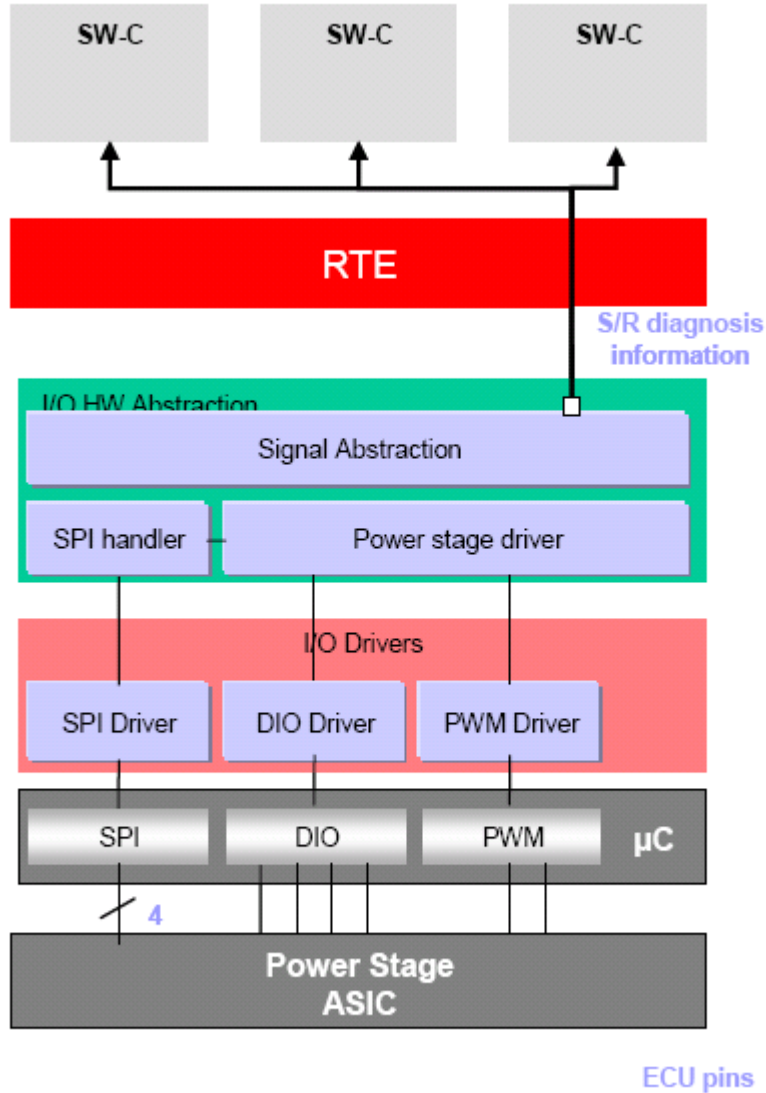 SW-C
SW-C
SW-C
RTE
S/R diagnosis
information
I/O HW Abstraction
Signal Abstraction
SPI handler
Power stage driver
I/O Drivers
SPI Driver
DIO Driver
PWM Driver
SPI
DIO
PWM
µC
4
Power Stage
ASIC
ECU pins